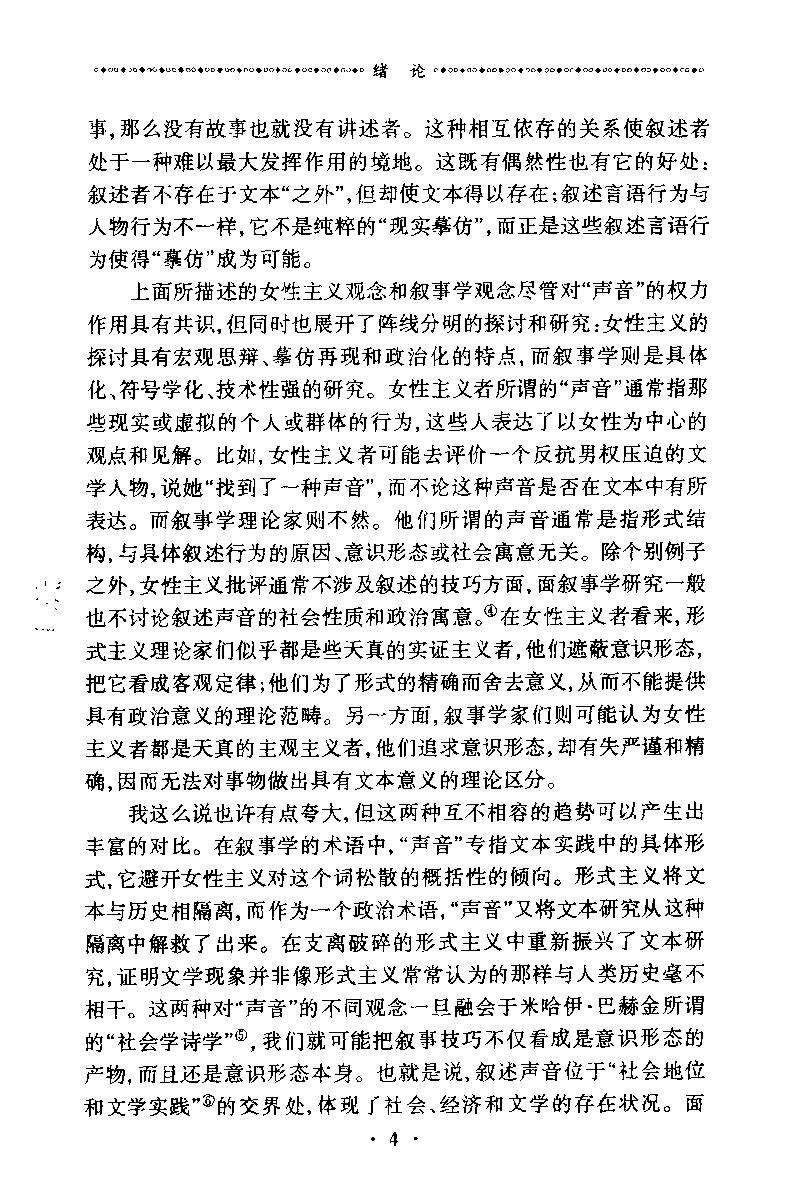 绪 论
事,那么没有故事也就没有讲述者。这种相互依存的关系使叙述者
处于一种难以最大发挥作用的境地。这既有偶然性也有它的好处:
叙述者不存在于文本“之外”,但却使文本得以存在;叙述言语行为与
人物行为不一样,它不是纯粹的“现实摹仿”,而正是这些叙述言语行
为使得“摹仿”成为可能。
上面所描述的女性主义观念和叙事学观念尽管对“声音”的权力
作用具有共识,但同时也展开了阵线分明的探讨和研究:女性主义的
探讨具有宏观思辩、摹仿再现和政治化的特点,而叙事学则是具体
化、符号学化、技术性强的研究。女性主义者所谓的“声音”通常指那
些现实或虚拟的个人或群体的行为,这些人表达了以女性为中心的
观点和见解。比如,女性主义者可能去评价一个反抗男权压迫的文
学人物,说她“找到了一种声音”,而不论这种声音是否在文本中有所
表达。而叙事学理论家则不然。他们所谓的声音通常是指形式结
构,与具体叙述行为的原因、意识形态或社会寓意无关。除个别例子
之外,女性主义批评通常不涉及叙述的技巧方面,面叙事学研究一般
也不讨论叙述声音的社会性质和政治寓意。④在女性主义者看来,形
式主义理论家们似乎都是些天真的实证主义者,他们遮蔽意识形态,
把它看成客观定律;他们为了形式的精确而舍去意义,从而不能提供
具有政治意义的理论范畴。另一方面,叙事学家们则可能认为女性
主义者都是天真的主观主义者,他们追求意识形态,却有失严谨和精
确,因而无法对事物做出具有文本意义的理论区分。
我这么说也许有点夸大,但这两种互不相容的趋势可以产生出
丰富的对比。在叙事学的术语中,“声音”专指文本实践中的具体形
式,它避开女性主义对这个词松散的概括性的倾向。形式主义将文
本与历史相隔离,而作为一个政治术语,“声音”又将文本研究从这种
隔离中解救了出来。在支离破碎的形式主义中重新振兴了文本研
究,证明文学现象并非像形式主义常常认为的那样与人类历史毫不
相干。这两种对“声音”的不同观念一旦融会于米哈伊·巴赫金所谓
的“社会学诗学”⑤,我们就可能把叙事技巧不仅看成是意识形态的
产物,而且还是意识形态本身。也就是说,叙述声音位于“社会地位
和文学实践”⑥的交界处,体现了社会、经济和文学的存在状况。面
· 4 ·